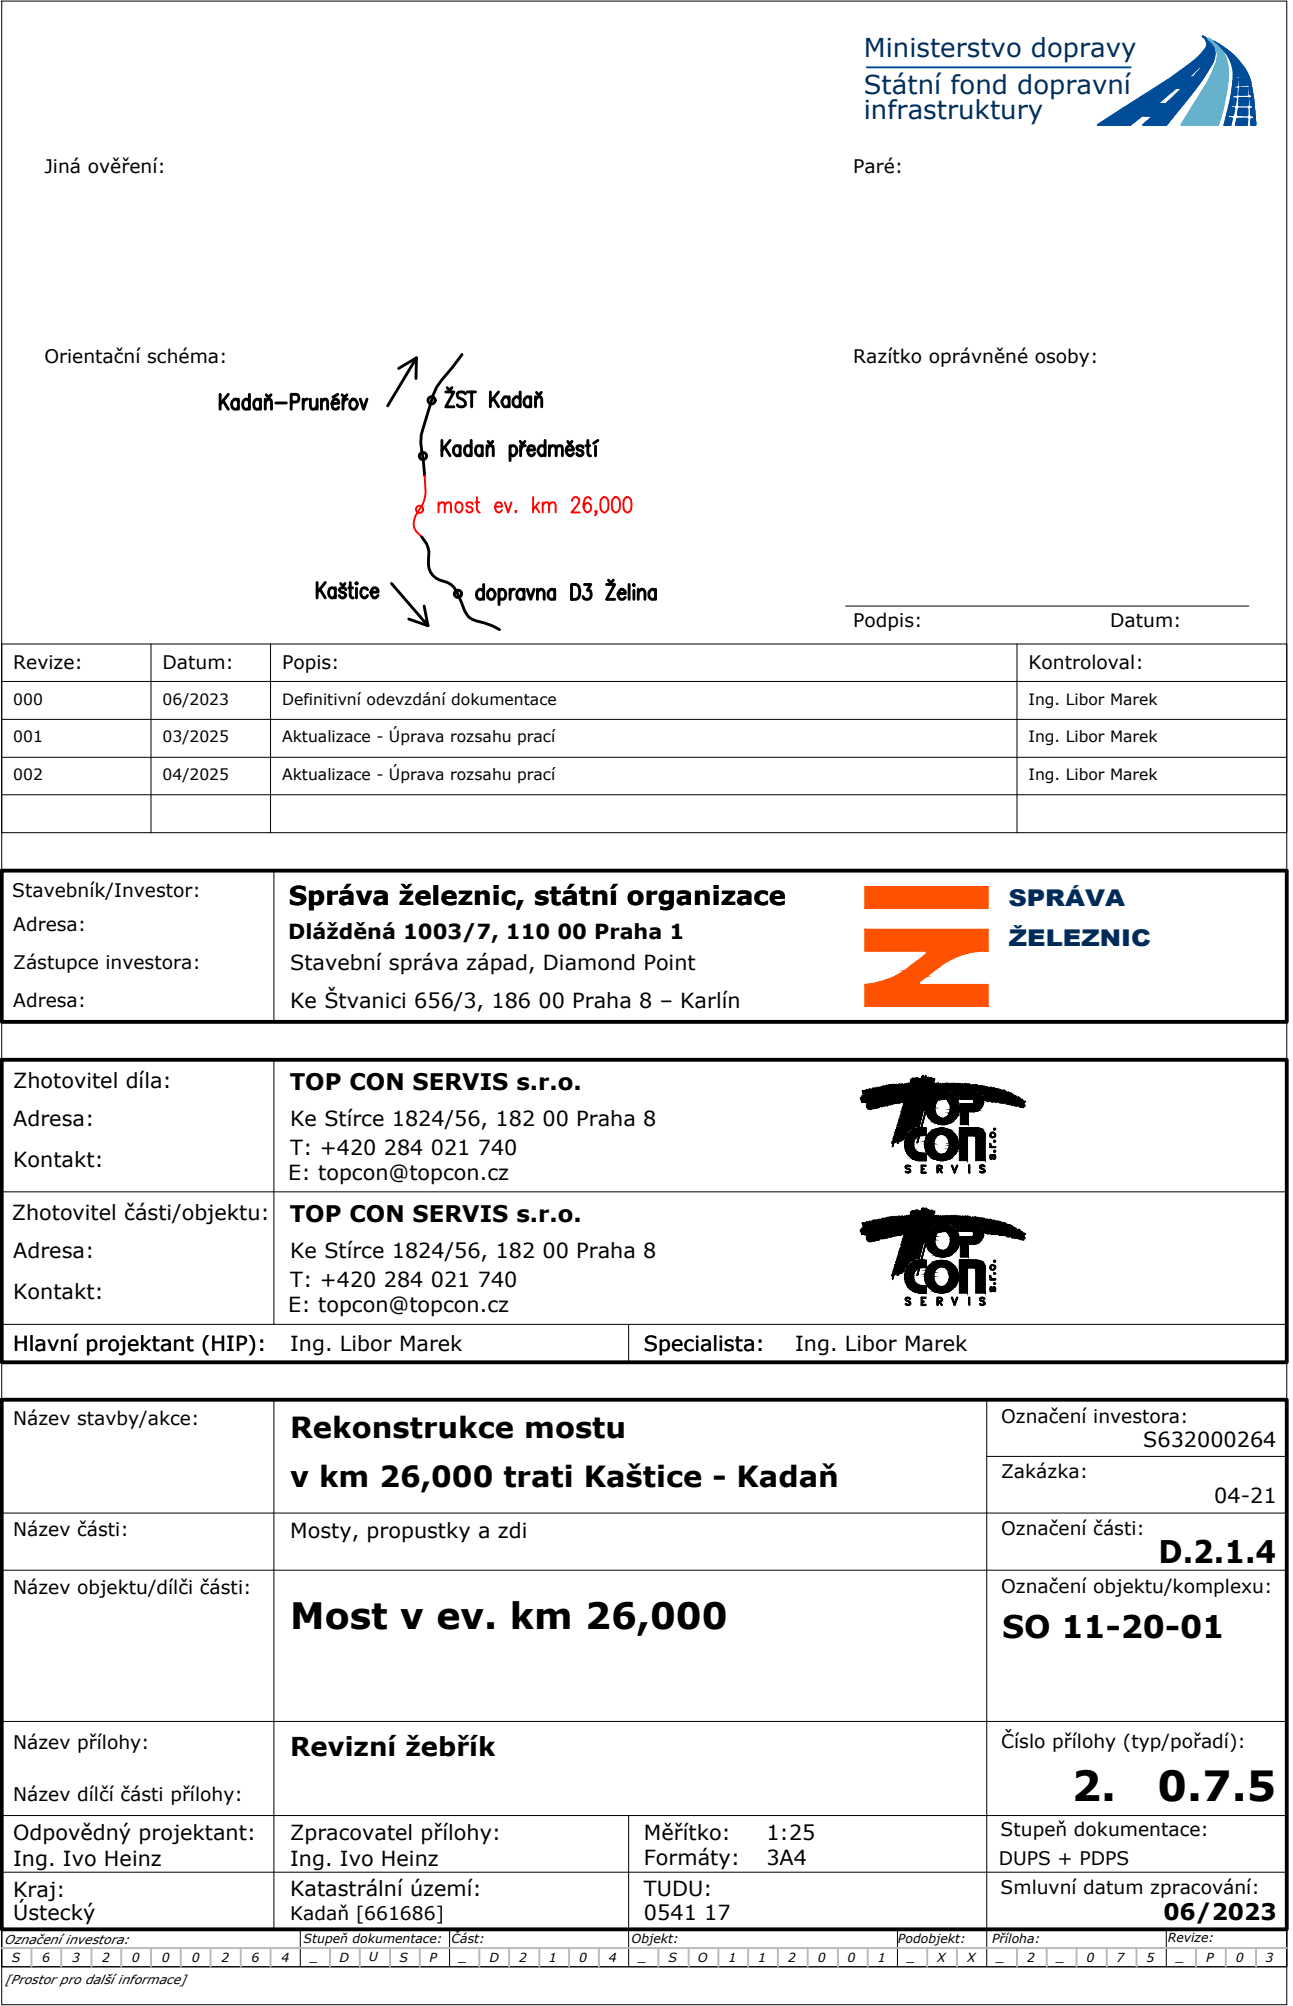 Ministerstvo dopravy
Státní fond dopravní
infrastruktury
Jiná ověření:
Paré:
Orientační schéma:
Razítko oprávněné osoby:
Kadaň-Prunéřov
ŽST Kadaň
Kadaň předměstí
most ev. km 26,000
Kaštice
dopravna D3 Želina
Podpis: Datum:
Revize: Datum: Popis: Kontroloval:
000 06/2023 Definitivní odevzdání dokumentace Ing. Libor Marek
001 03/2025 Aktualizace - Úprava rozsahu prací Ing. Libor Marek
002 04/2025 Aktualizace - Úprava rozsahu prací Ing. Libor Marek
Stavebník/Investor: Správa železnic, státní organizace
Adresa: Dlážděná 1003/7, 110 00 Praha 1
Zástupce investora: Stavební správa západ, Diamond Point
Adresa: Ke Štvanici 656/3, 186 00 Praha 8 – Karlín
SPRÁVA
ŽELEZNIC
Zhotovitel díla: TOP CON SERVIS s.r.o.
Adresa: Ke Stírce 1824/56, 182 00 Praha 8
Kontakt: T: +420 284 021 740
E: topcon@topcon.cz
TOP
CON s.r.o.
SERVIS
Zhotovitel části/objektu: TOP CON SERVIS s.r.o.
Adresa: Ke Stírce 1824/56, 182 00 Praha 8
Kontakt: T: +420 284 021 740
E: topcon@topcon.cz
TOP
CON s.r.o.
SERVIS
Hlavní projektant (HIP): Ing. Libor Marek Specialista: Ing. Libor Marek
Název stavby/akce: Rekonstrukce mostu
v km 26,000 trati Kaštice - Kadaň
Označení investora:
S632000264
Zakázka:
04-21
Název části: Mosty, propustky a zdi
Označení části:
D.2.1.4
Název objektu/dílči části: Most v ev. km 26,000
Označení objektu/komplexu:
SO 11-20-01
Název přílohy: Revizní žebřík
Název dílčí části přílohy:
Číslo přílohy (typ/pořadí):
2. 0.7.5
Odpovědný projektant: Zpracovatel přílohy: Měřítko: 1:25 Stupeň dokumentace:
Ing. Ivo Heinz Ing. Ivo Heinz Formáty: 3A4 DUPS + PDPS
Kraj: Katastrální území: TUDU: Smluvní datum zpracování:
Ústecký Kadaň [661686] 0541 17 06/2023
Označení investora: Stupeň dokumentace: Část: Objekt: Podobjekt: Příloha: Revize:
S 6 3 2 0 0 0 2 6 4 _ D U S P _ D 2 1 0 4 _ S O 1 1 2 0 0 1 _ X X _ 2 _ 0 7 5 _ P 0 3
[Prostor pro další informace]